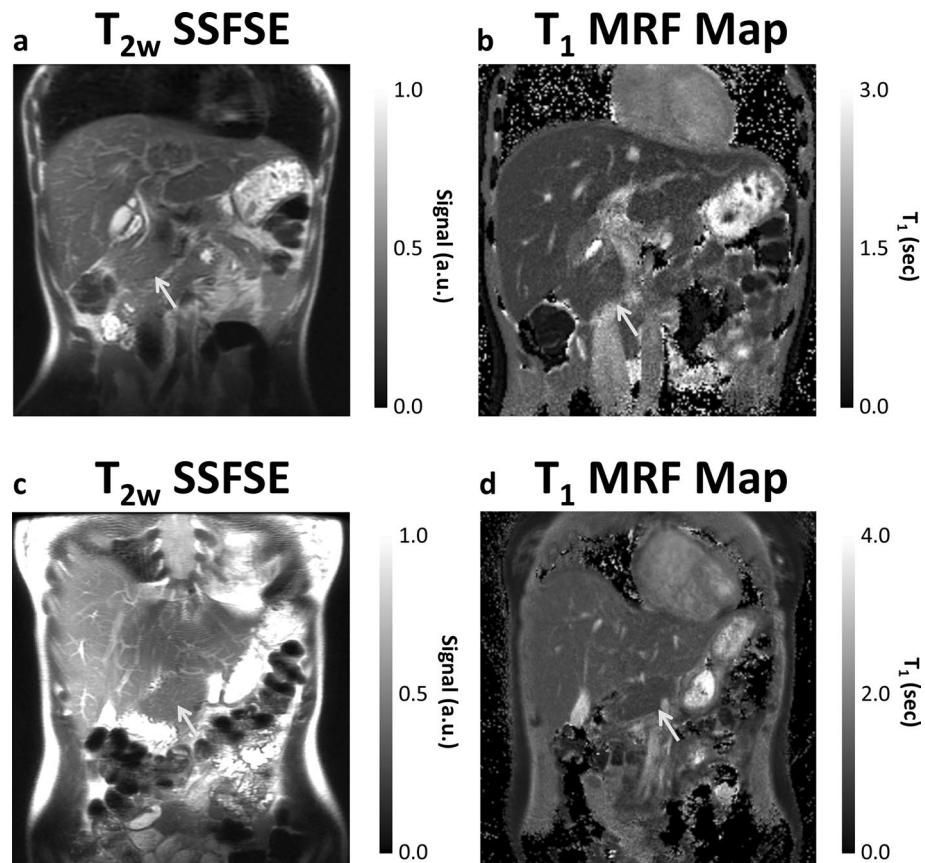 a T2w SSFSE
b T1 MRF Map
1.0
0.5
0.0
Signal (a.u.)
3.0
1.5
0.0
T1 (sec)
c T2w SSFSE
d T1 MRF Map
1.0
0.5
0.0
Signal (a.u.)
4.0
2.0
0.0
T1 (sec)